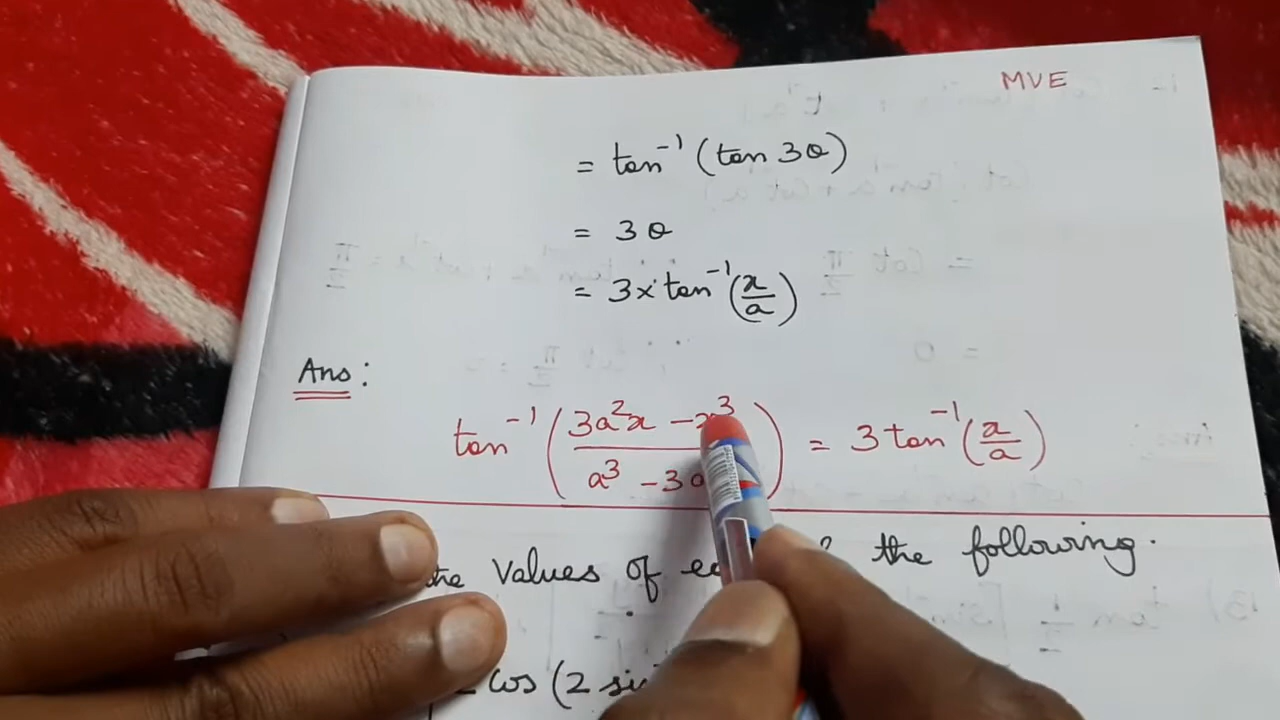 MVE
= tan⁻¹ (tan 3θ)
= 3θ
= 3 × tan⁻¹ (x/a)
Ans:
tan⁻¹ (3a²x − x³ / a³ − 3a) = 3 tan⁻¹ (x/a)
the values of the following.
cos (2